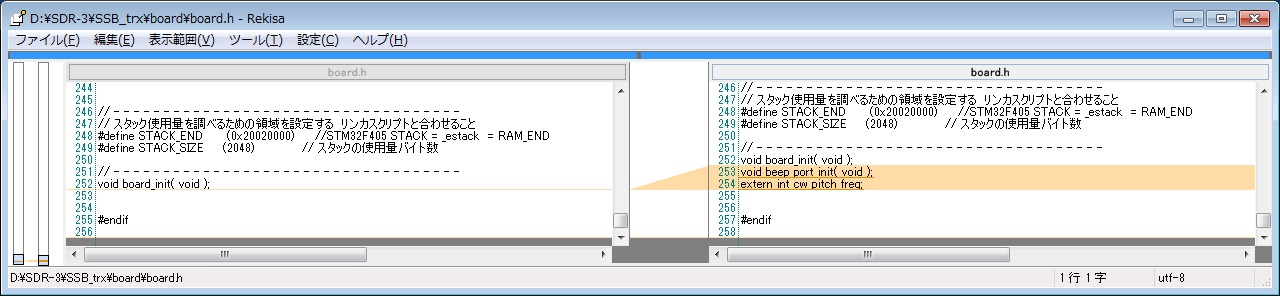 D:¥SDR-3¥SSB_trx¥board¥board.h - Rekisa
ファイル(F) 編集(E) 表示範囲(V) ツール(T) 設定(C) ヘルプ(H)
board.h
244
245
246 // - - - - - - - - - - - - - - - - - - - - - - - - - - - - - - - - - - - - - -
247 // スタック使用量を調べるための領域を設定する リンカスクリプトと合わせること
248 #define STACK_END (0x20020000) //STM32F405 STACK = _estack = RAM_END
249 #define STACK_SIZE (2048) // スタックの使用量バイト数
250
251 // - - - - - - - - - - - - - - - - - - - - - - - - - - - - - - - - - - - - - -
252 void board_init( void );
253
254
255 #endif
256
board.h
246 // - - - - - - - - - - - - - - - - - - - - - - - - - - - - - - - - - - - - - -
247 // スタック使用量を調べるための領域を設定する リンカスクリプトと合わせること
248 #define STACK_END (0x20020000) //STM32F405 STACK = _estack = RAM_END
249 #define STACK_SIZE (2048) // スタックの使用量バイト数
250
251 // - - - - - - - - - - - - - - - - - - - - - - - - - - - - - - - - - - - - - -
252 void board_init( void );
253 void beep_port_init( void );
254 extern int cw_pitch_freq;
255
256
257 #endif
258
D:¥SDR-3¥SSB_trx¥board¥board.h 1 行 1 字 utf-8